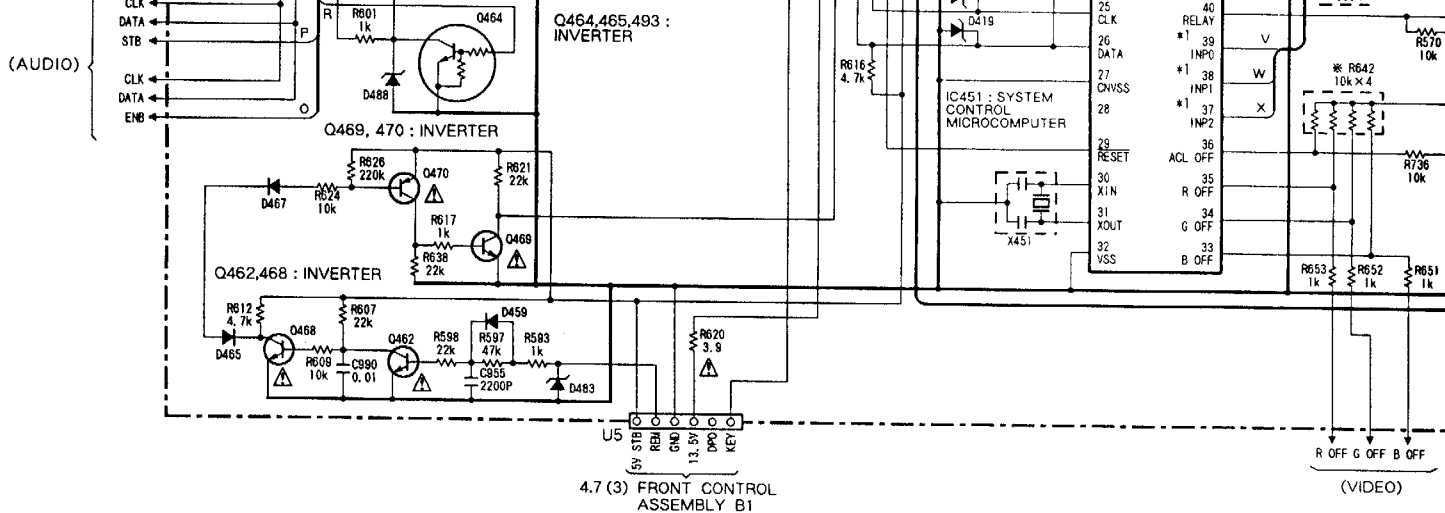 CLK
DATA
STB
(AUDIO)
CLK
DATA
ENB
R
P
O
R601
1k
Q464
D488
Q464,465,493 :
INVERTER
Q469, 470 : INVERTER
R626
220k
Q470
R621
22k
D467
R624
10k
R617
1k
Q469
R638
22k
Q462,468 : INVERTER
R612
4.7k
R607
22k
D459
Q468
Q462
R598
22k
R597
47k
R593
1k
D465
R609
10k
C990
0.01
C955
2200P
D483
R620
3.9
U5
5V STB
REM
GND
13.5V
DPO
KEY
4.7 (3) FRONT CONTROL
ASSEMBLY B1
D419
R616
4.7k
25
CLK
26
DATA
27
CNVSS
28
29
RESET
30
XIN
31
XOUT
32
VSS
IC451 : SYSTEM
CONTROL
MICROCOMPUTER
X451
40
RELAY
*1 39
INP0
*1 38
INP1
*1 37
INP2
36
ACL OFF
35
R OFF
34
G OFF
33
B OFF
V
W
X
R570
10k
※ R642
10k×4
R736
10k
R653
1k
R652
1k
R651
1k
R OFF G OFF B OFF
(VIDEO)